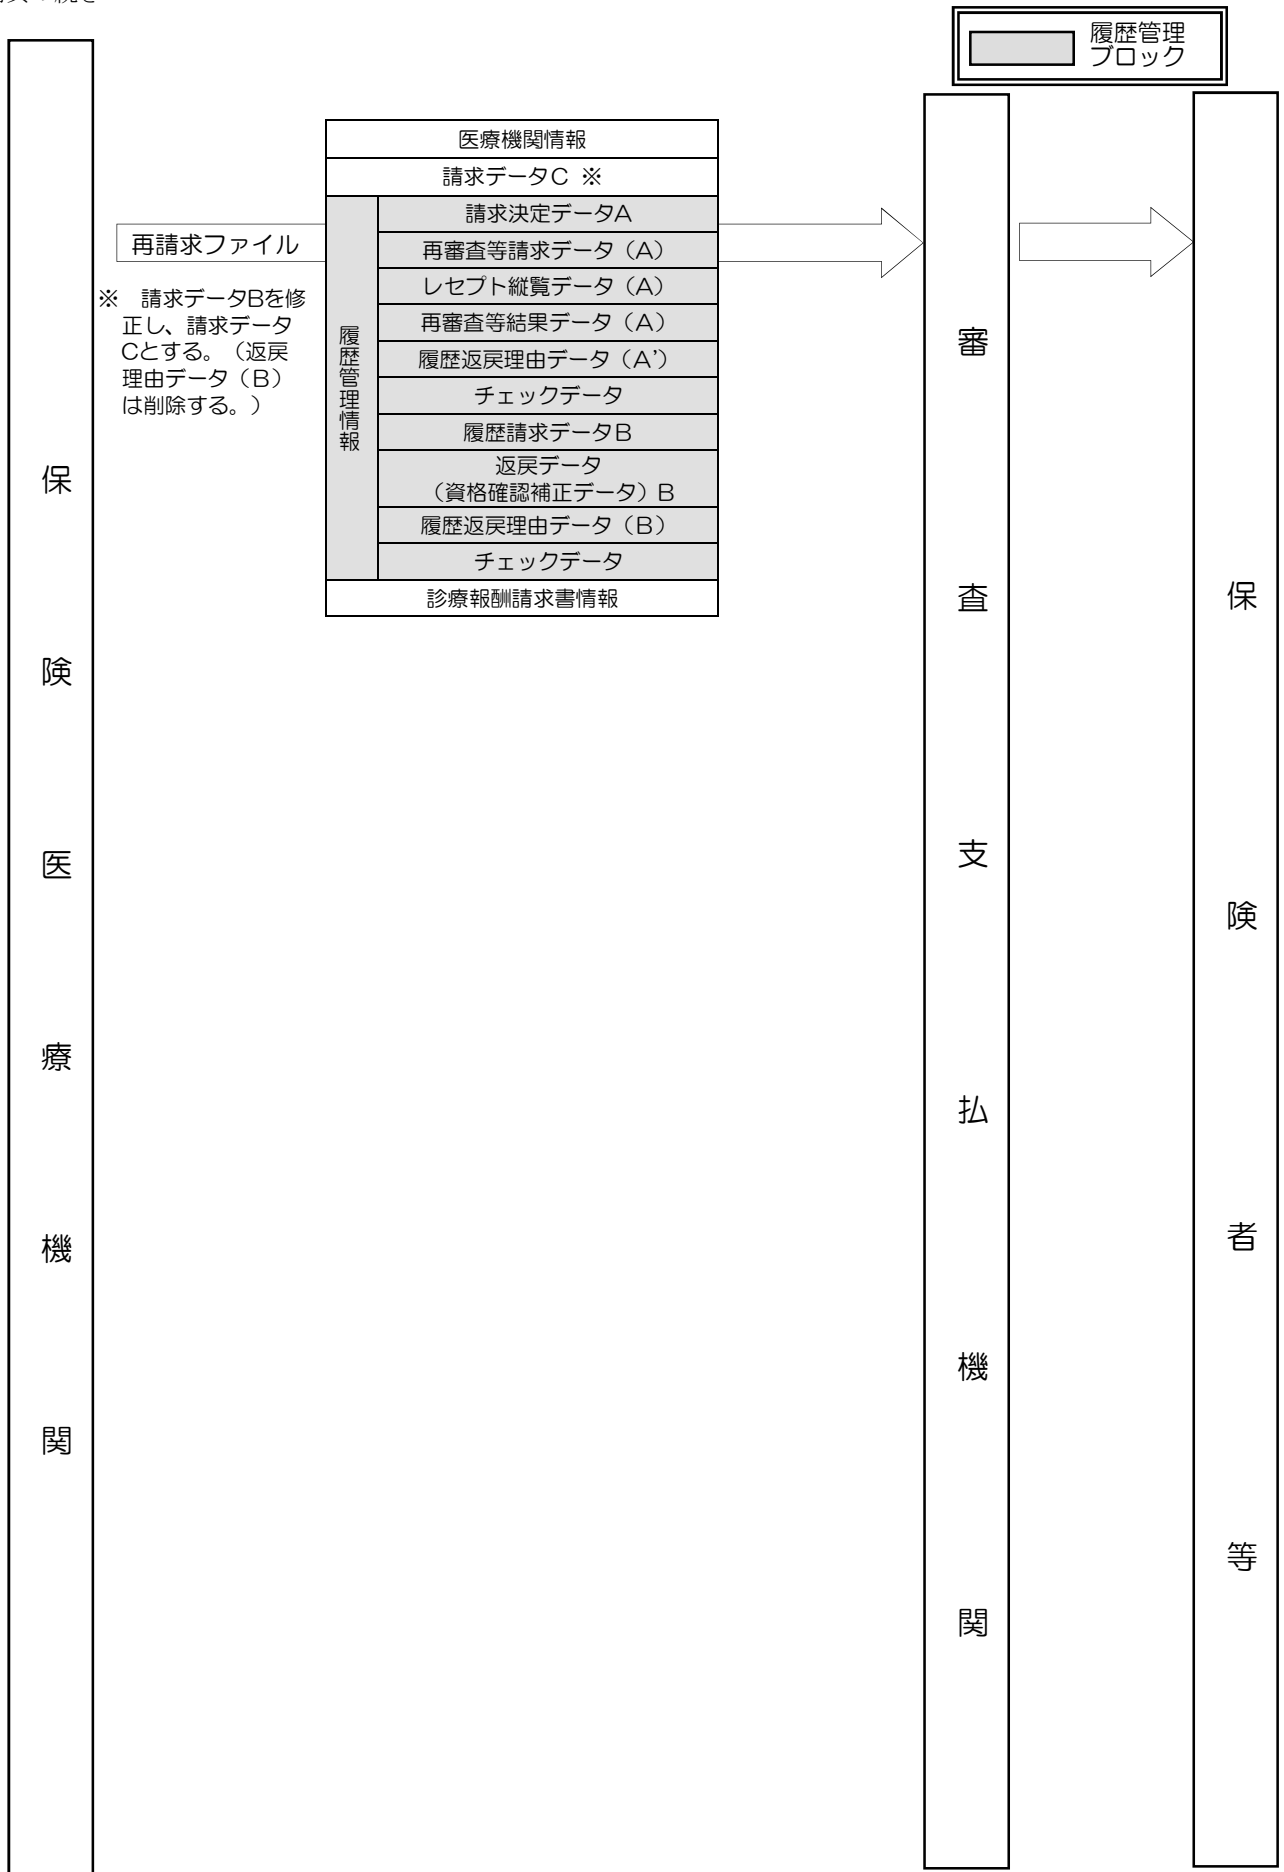 の続き
履歴管理
ブロック
医療機関情報
請求データC ※
請求決定データA
再審査等請求データ（A）
レセプト縦覧データ（A）
再審査等結果データ（A）
履歴返戻理由データ（A'）
チェックデータ
履歴請求データB
返戻データ
（資格確認補正データ）B
履歴返戻理由データ（B）
チェックデータ
履歴管理情報
診療報酬請求書情報
再請求ファイル
※　請求データBを修
正し、請求データ
Cとする。（返戻
理由データ（B）
は削除する。）
保険医療機関
審査支払機関
保険者等